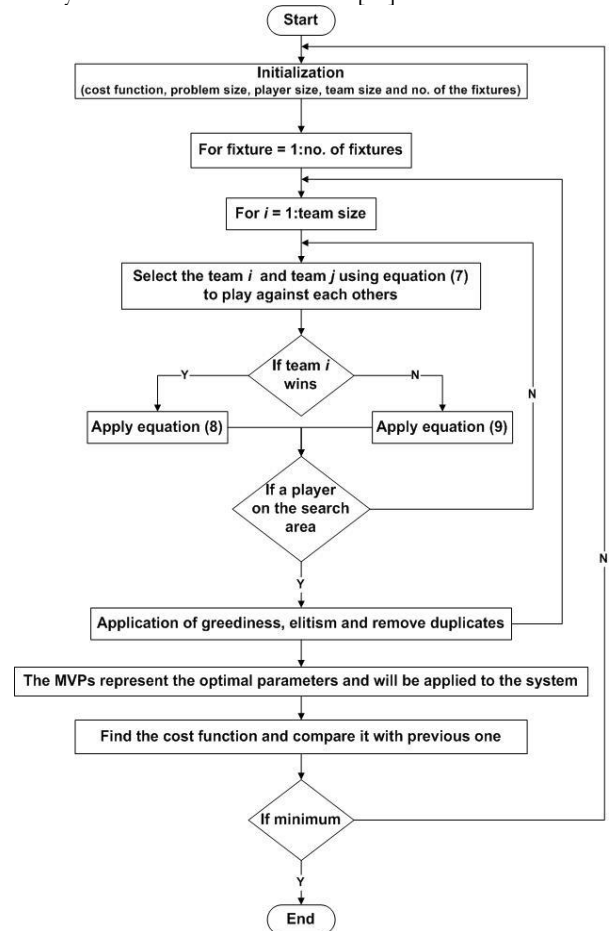 Start
Initialization
(cost function, problem size, player size, team size and no. of the fixtures)
For fixture = 1:no. of fixtures
For i = 1:team size
Select the team i and team j using equation (7)
to play against each others
If team i
wins
Y
N
Apply equation (8)
Apply equation (9)
If a player
on the search
area
N
Y
Application of greediness, elitism and remove duplicates
The MVPs represent the optimal parameters and will be applied to the system
Find the cost function and compare it with previous one
If minimum
N
Y
End